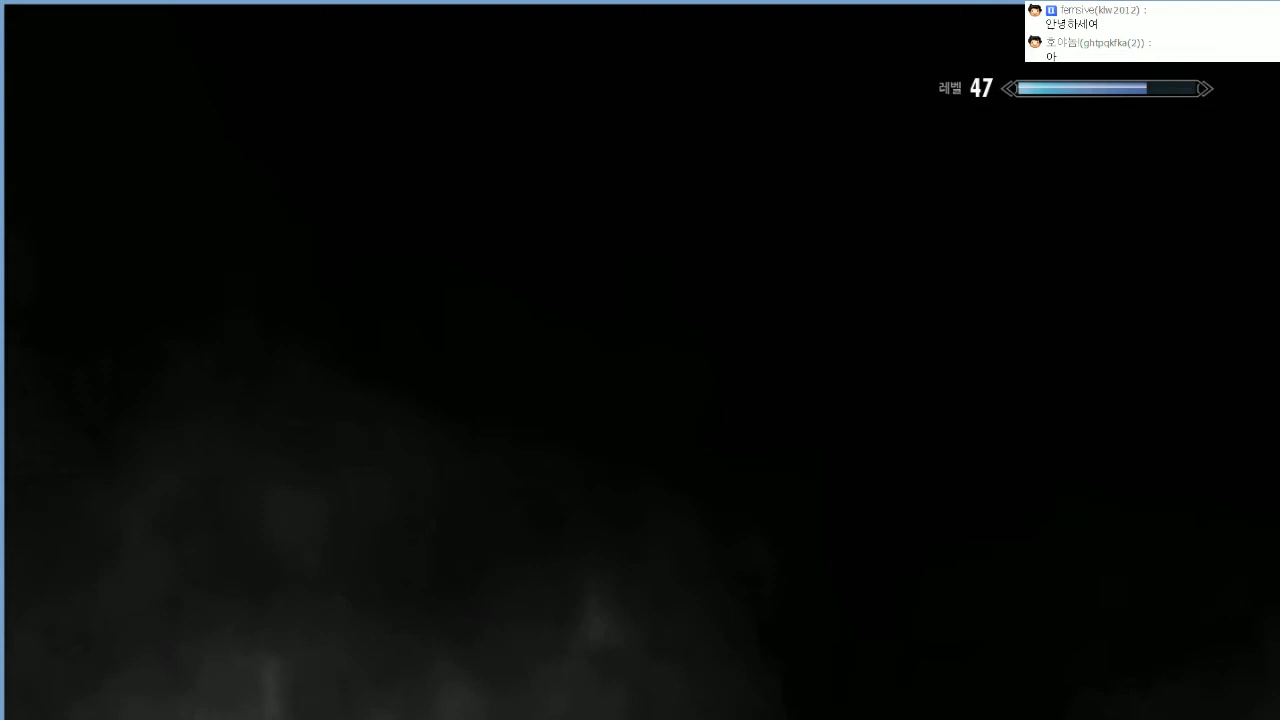 femsive(klw2012) :
안녕하세여
호야놈!(ghtpqkfka(2)) :
아
레벨 47